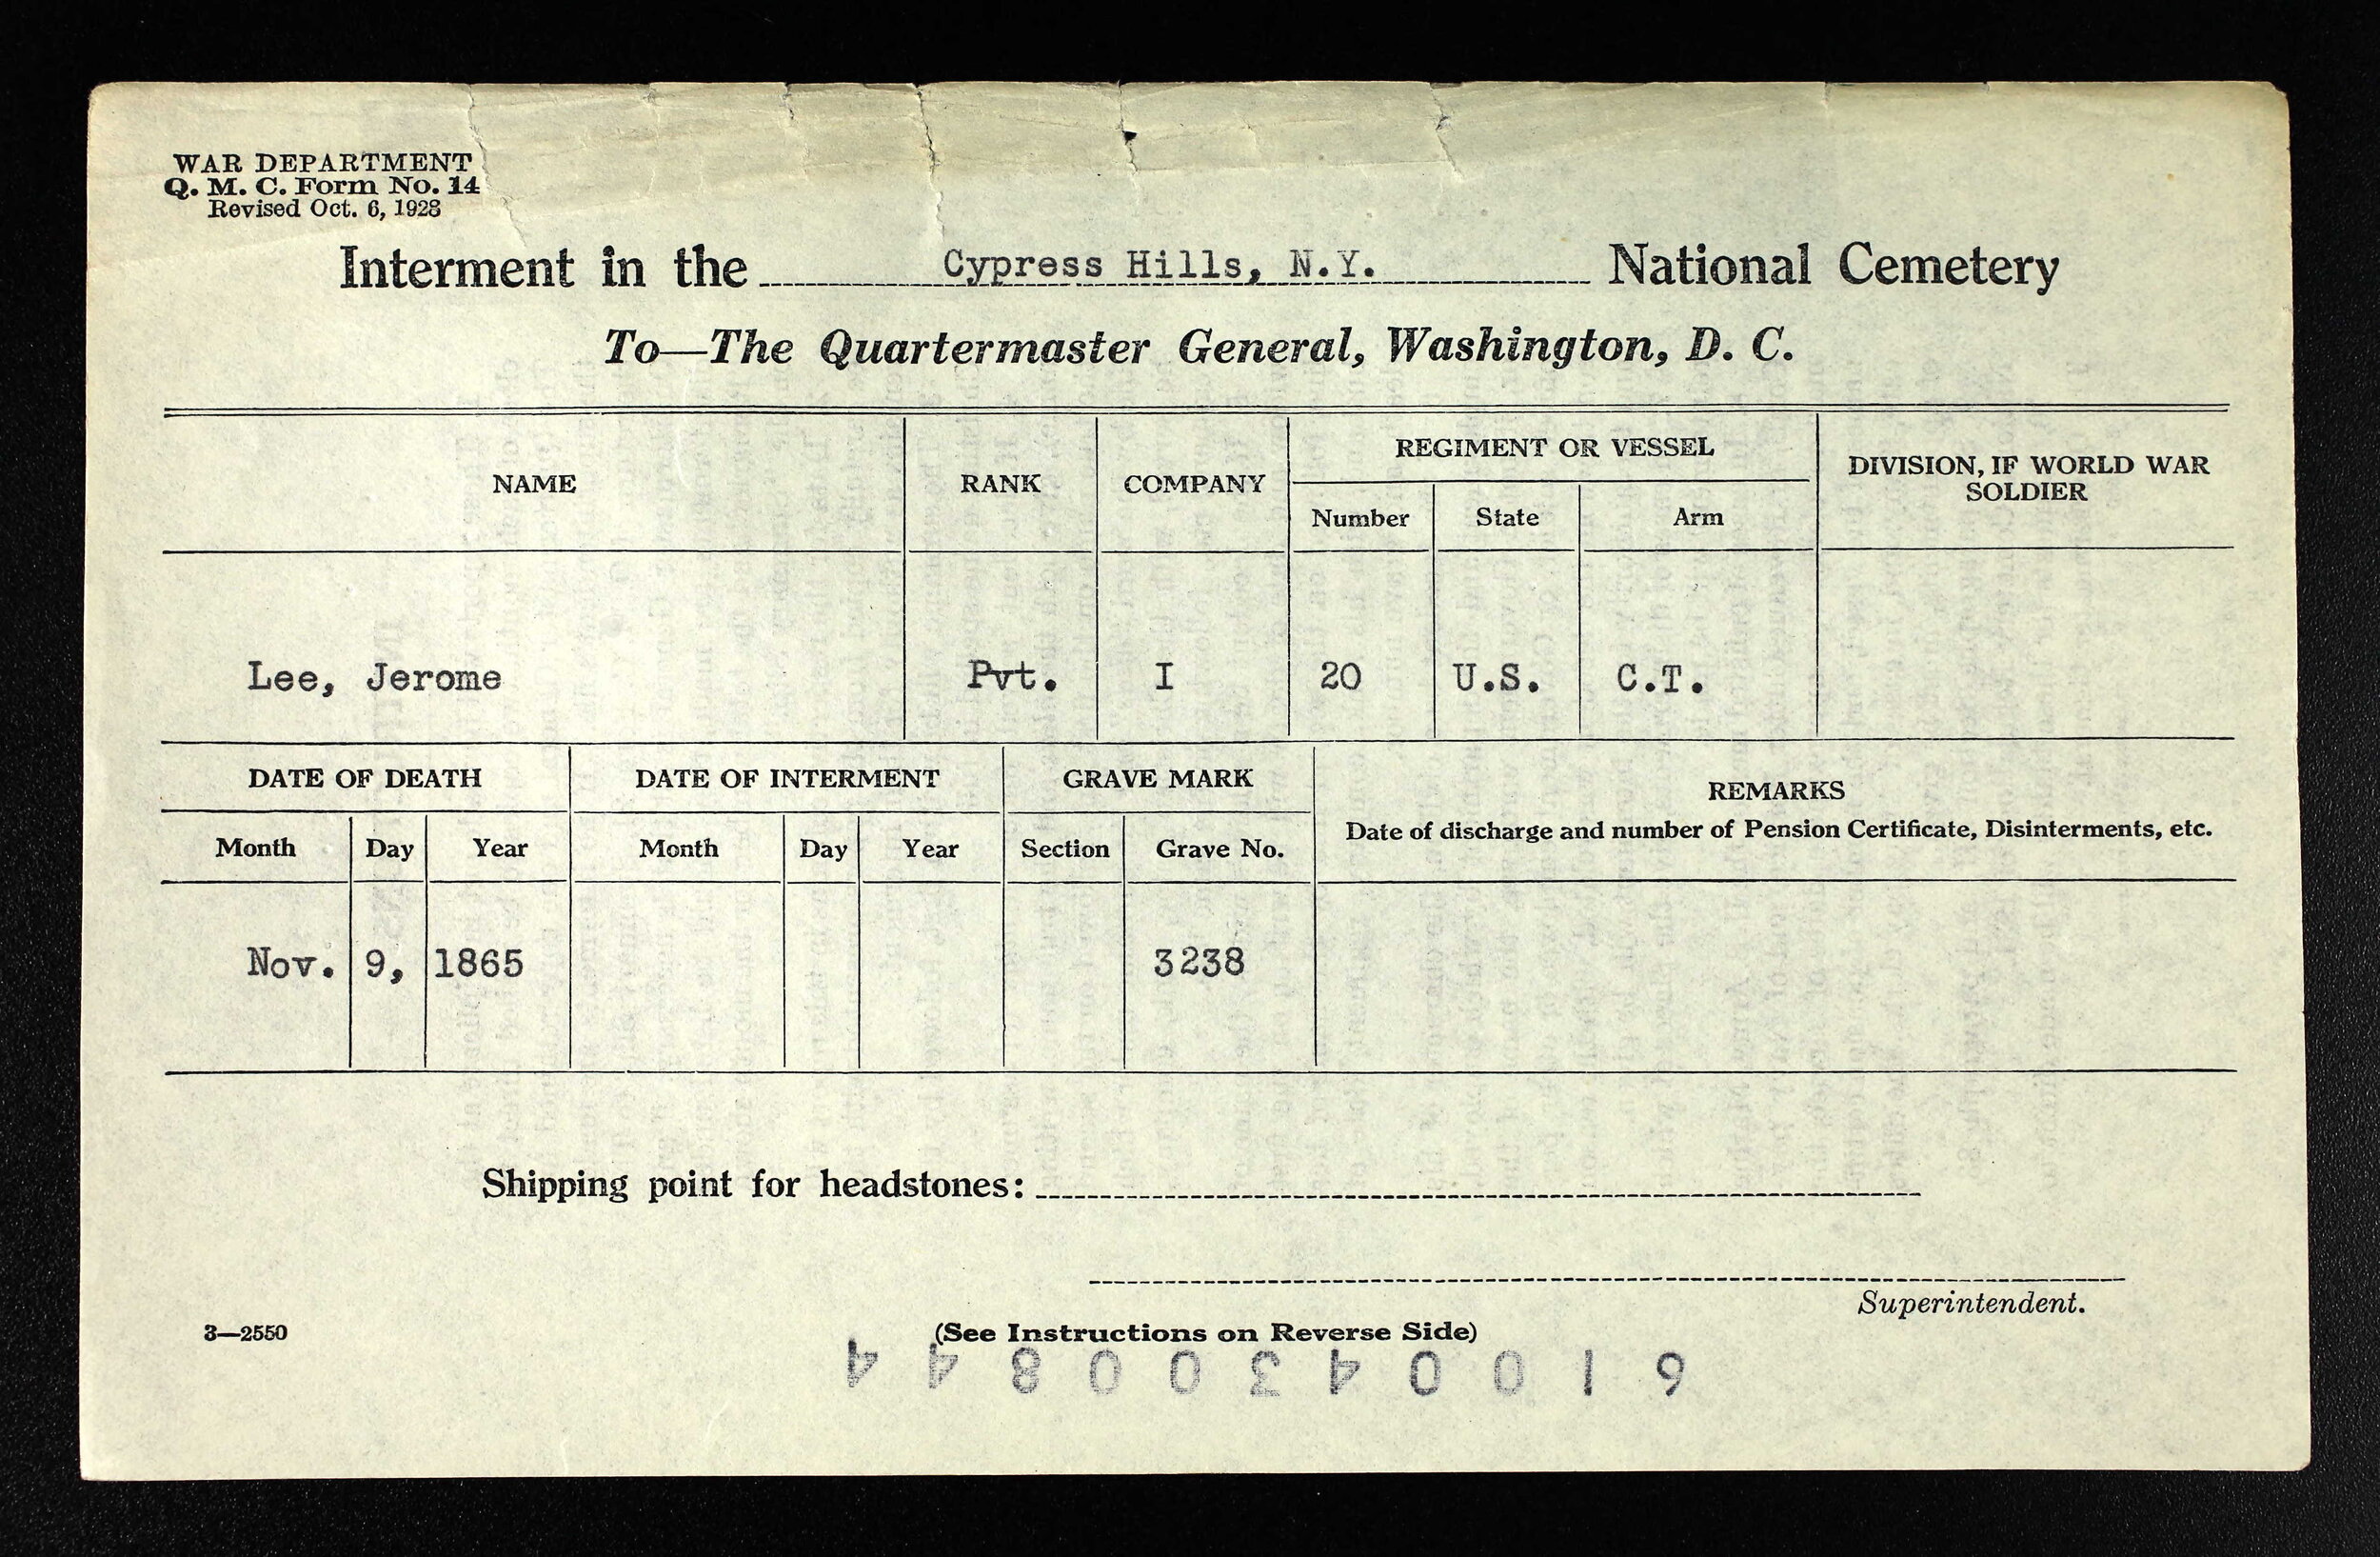 WAR DEPARTMENT
Q. M. C. Form No. 14
Revised Oct. 6, 1928
Interment in the Cypress Hills, N.Y. National Cemetery
To—The Quartermaster General, Washington, D. C.
NAME RANK COMPANY REGIMENT OR VESSEL DIVISION, IF WORLD WAR SOLDIER
Number State Arm
Lee, Jerome Pvt. I 20 U.S. C.T.
DATE OF DEATH DATE OF INTERMENT GRAVE MARK REMARKS
Date of discharge and number of Pension Certificate, Disinterments, etc.
Month Day Year Month Day Year Section Grave No.
Nov. 9, 1865 3238
Shipping point for headstones:
Superintendent.
3—2550
(See Instructions on Reverse Side)
61004300844